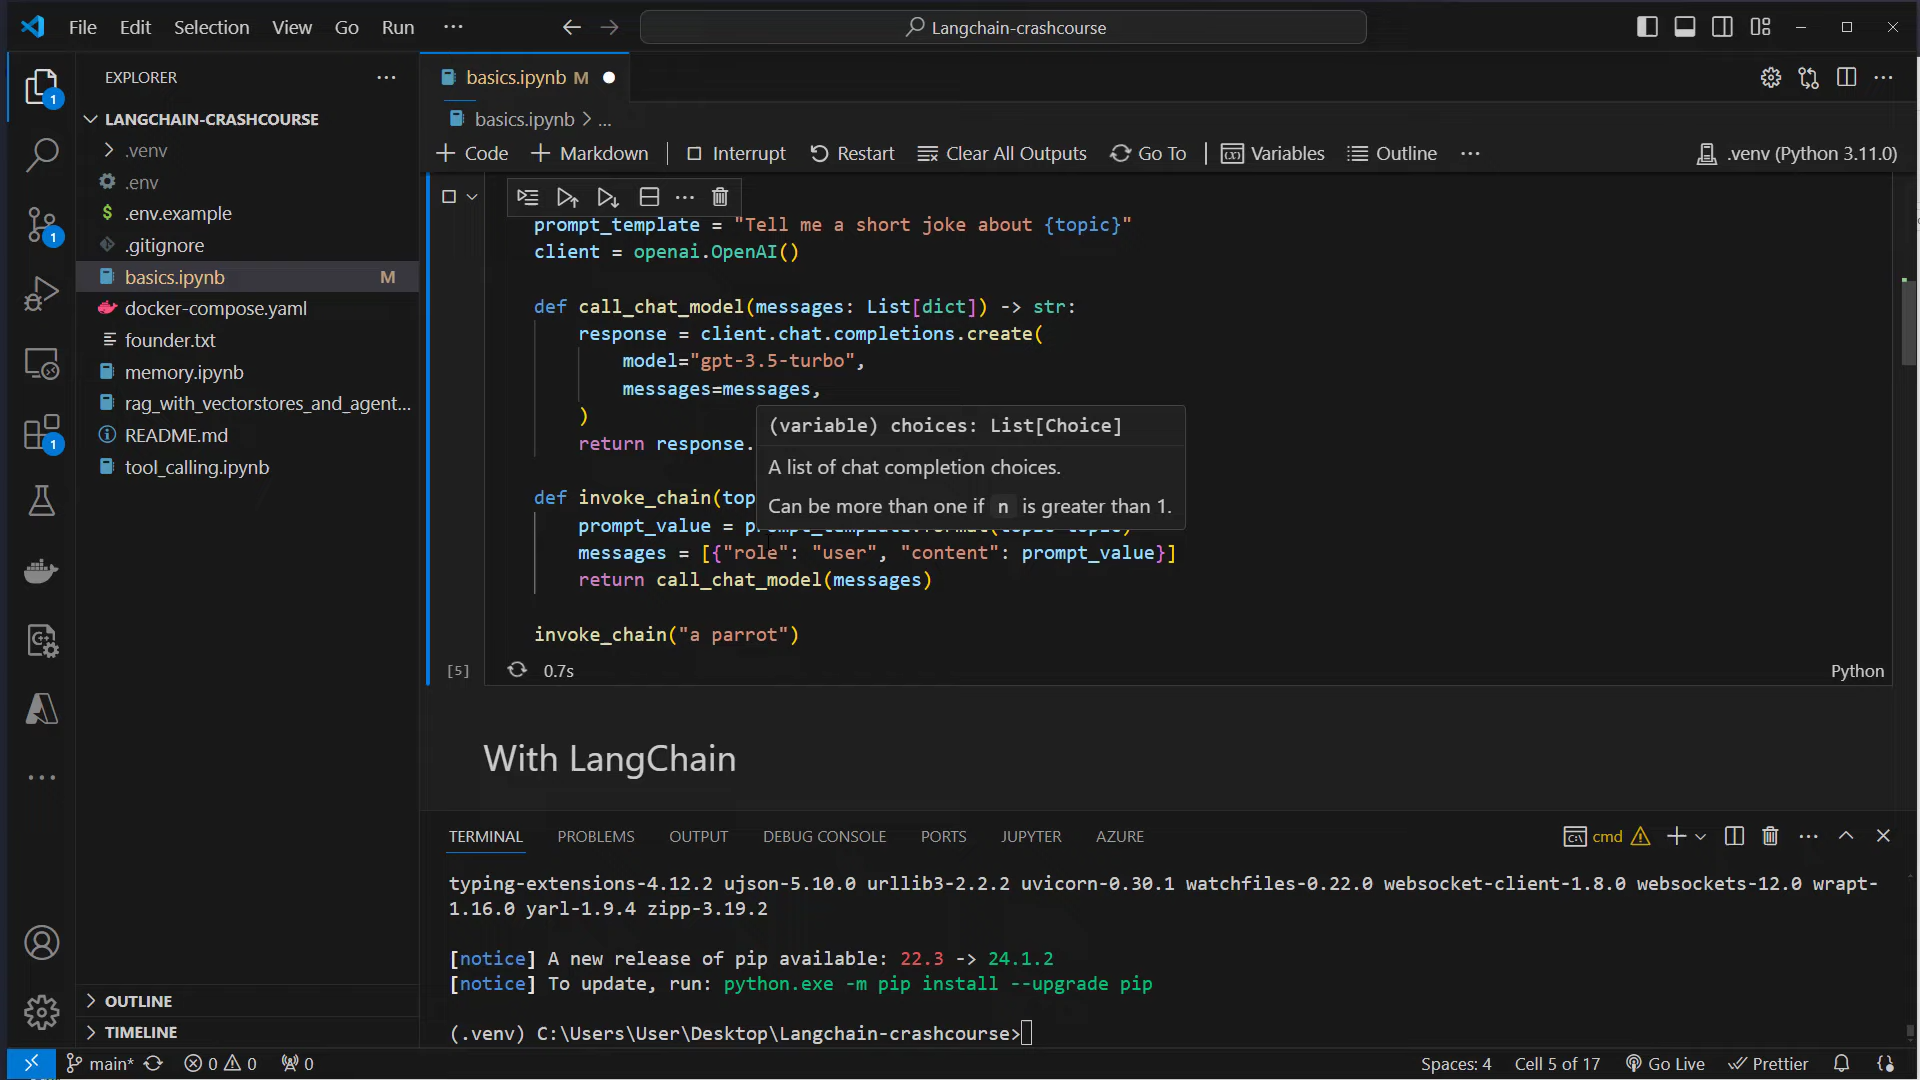 File Edit Selection View Go Run ··· Langchain-crashcourse
EXPLORER
LANGCHAIN-CRASHCOURSE
.venv
.env
.env.example
.gitignore
basics.ipynb M
docker-compose.yaml
founder.txt
memory.ipynb
rag_with_vectorstores_and_agent...
README.md
tool_calling.ipynb
OUTLINE
TIMELINE
1
1
1
basics.ipynb M
basics.ipynb > ...
Code Markdown Interrupt Restart Clear All Outputs Go To Variables Outline ··· .venv (Python 3.11.0)
prompt_template = "Tell me a short joke about {topic}"
client = openai.OpenAI()
def call_chat_model(messages: List[dict]) -> str:
response = client.chat.completions.create(
model="gpt-3.5-turbo",
messages=messages,
)
return response.
(variable) choices: List[Choice]
A list of chat completion choices.
Can be more than one if n is greater than 1.
def invoke_chain(top
prompt_value =
messages = [{"role": "user", "content": prompt_value}]
return call_chat_model(messages)
invoke_chain("a parrot")
[5] 0.7s Python
With LangChain
TERMINAL PROBLEMS OUTPUT DEBUG CONSOLE PORTS JUPYTER AZURE cmd
typing-extensions-4.12.2 ujson-5.10.0 urllib3-2.2.2 uvicorn-0.30.1 watchfiles-0.22.0 websocket-client-1.8.0 websockets-12.0 wrapt-
1.16.0 yarl-1.9.4 zipp-3.19.2
[notice] A new release of pip available: 22.3 -> 24.1.2
[notice] To update, run: python.exe -m pip install --upgrade pip
(.venv) C:\Users\User\Desktop\Langchain-crashcourse>
main* 0 0 0 Spaces: 4 Cell 5 of 17 Go Live Prettier